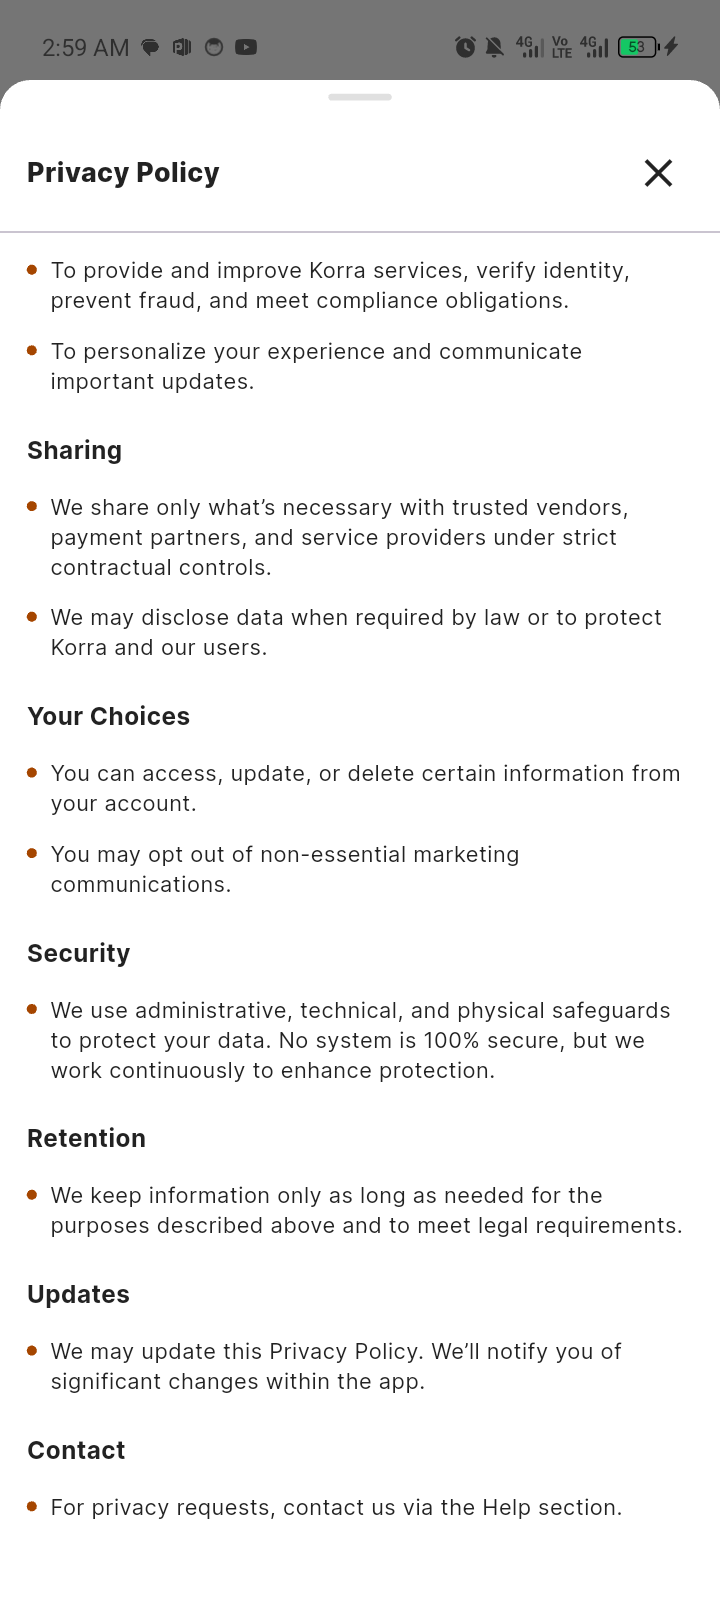 2:59 AM
4G Vo LTE 4G 53
Privacy Policy
To provide and improve Korra services, verify identity,
prevent fraud, and meet compliance obligations.
To personalize your experience and communicate
important updates.
Sharing
We share only what’s necessary with trusted vendors,
payment partners, and service providers under strict
contractual controls.
We may disclose data when required by law or to protect
Korra and our users.
Your Choices
You can access, update, or delete certain information from
your account.
You may opt out of non-essential marketing
communications.
Security
We use administrative, technical, and physical safeguards
to protect your data. No system is 100% secure, but we
work continuously to enhance protection.
Retention
We keep information only as long as needed for the
purposes described above and to meet legal requirements.
Updates
We may update this Privacy Policy. We’ll notify you of
significant changes within the app.
Contact
For privacy requests, contact us via the Help section.